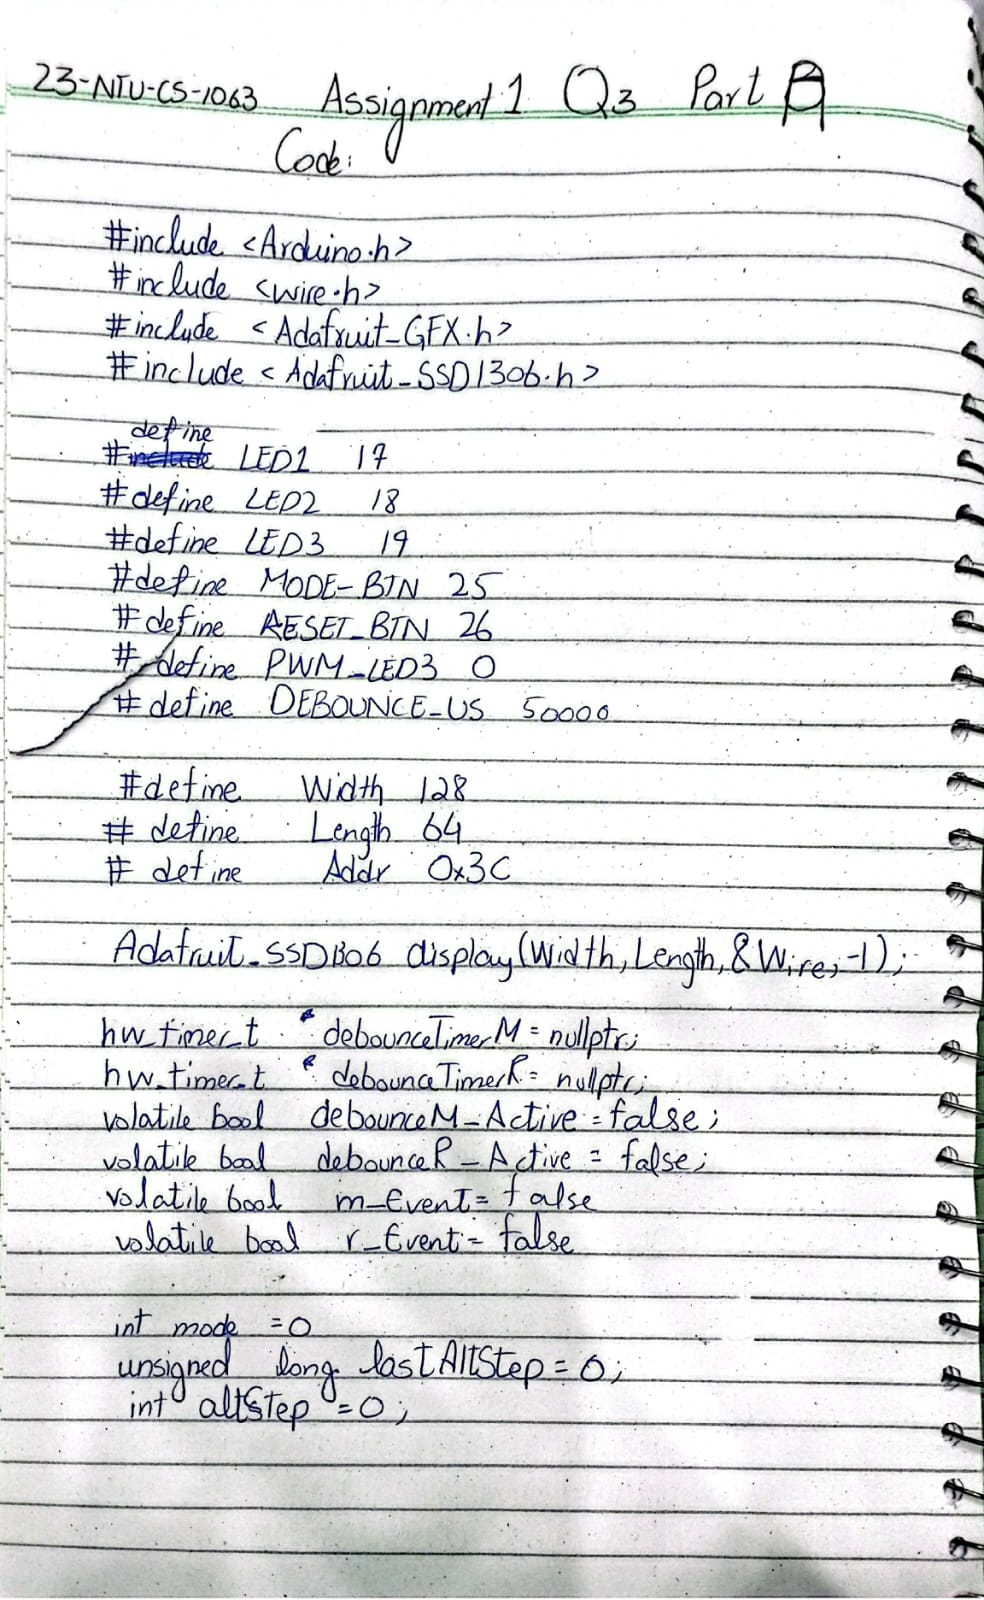 23-NTU-CS-1063 Assignment 1 Q3 Part A
Code:
#include <Arduino.h>
#include <wire.h>
#include <Adafruit_GFX.h>
#include <Adafruit_SSD1306.h>
define
# LED1 17
#define LED2 18
#define LED3 19
#define MODE-BTN 25
#define RESET_BTN 26
#define PWM_LED3 0
#define DEBOUNCE_US 50000
#define Width 128
#define Length 64
#define Addr 0x3C
Adafruit_SSD1306 display(Width, Length, &Wire, -1);
hw_timer_t * debounceTimerM = nullptr;
hw_timer_t * debounceTimerR = nullptr;
volatile bool debounceM_Active = false;
volatile bool debounceR_Active = false;
volatile bool m_Event = false
volatile bool r_Event = false
int mode = 0
unsigned long lastAltStep = 0;
int altStep = 0;